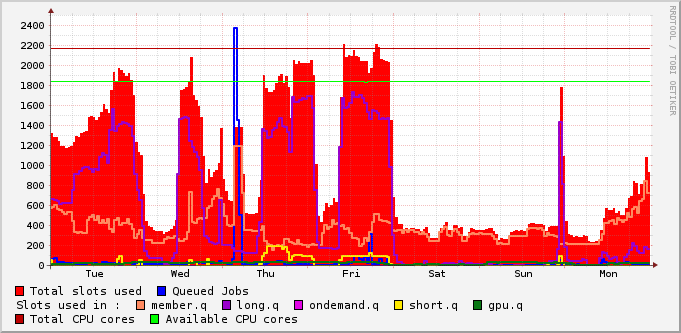 RRDTOOL / TOBI OETIKER
2400
2200
2000
1800
1600
1400
1200
1000
800
600
400
200
0
Tue Wed Thu Fri Sat Sun Mon
Total slots used Queued Jobs
Slots used in : member.q long.q ondemand.q short.q gpu.q
Total CPU cores Available CPU cores